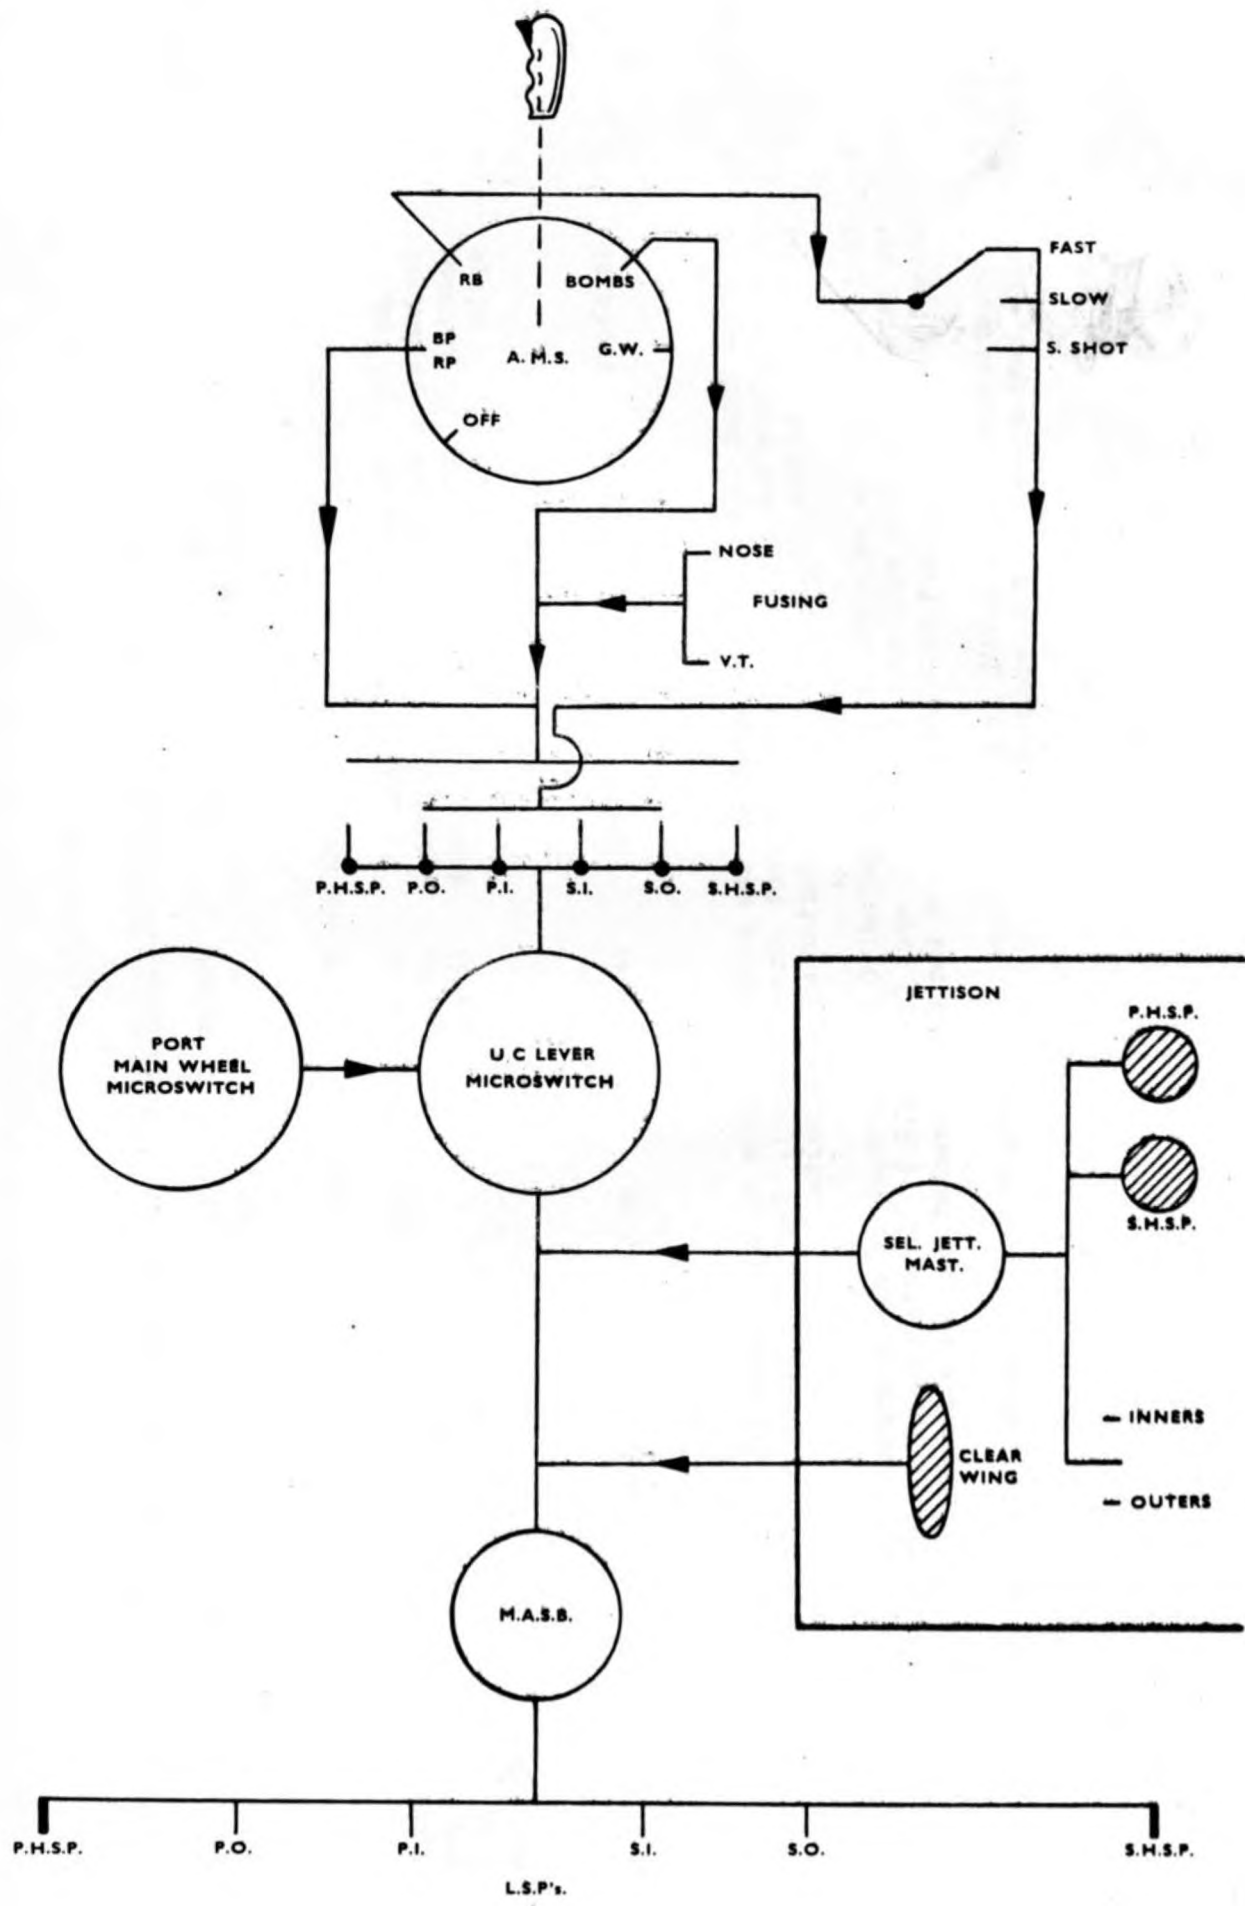 FAST
RB
BOMBS
SLOW
BP
RP
A.M.S.
G.W.
S. SHOT
OFF
NOSE
FUSING
V.T.
P.H.S.P.
P.O.
P.I.
S.I.
S.O.
S.H.S.P.
JETTISON
P.H.S.P.
PORT
MAIN WHEEL
MICROSWITCH
U C LEVER
MICROSWITCH
S.H.S.P.
SEL. JETT.
MAST.
INNERS
CLEAR
WING
OUTERS
M.A.S.B.
P.H.S.P.
P.O.
P.I.
S.I.
S.O.
S.H.S.P.
L.S.P's.